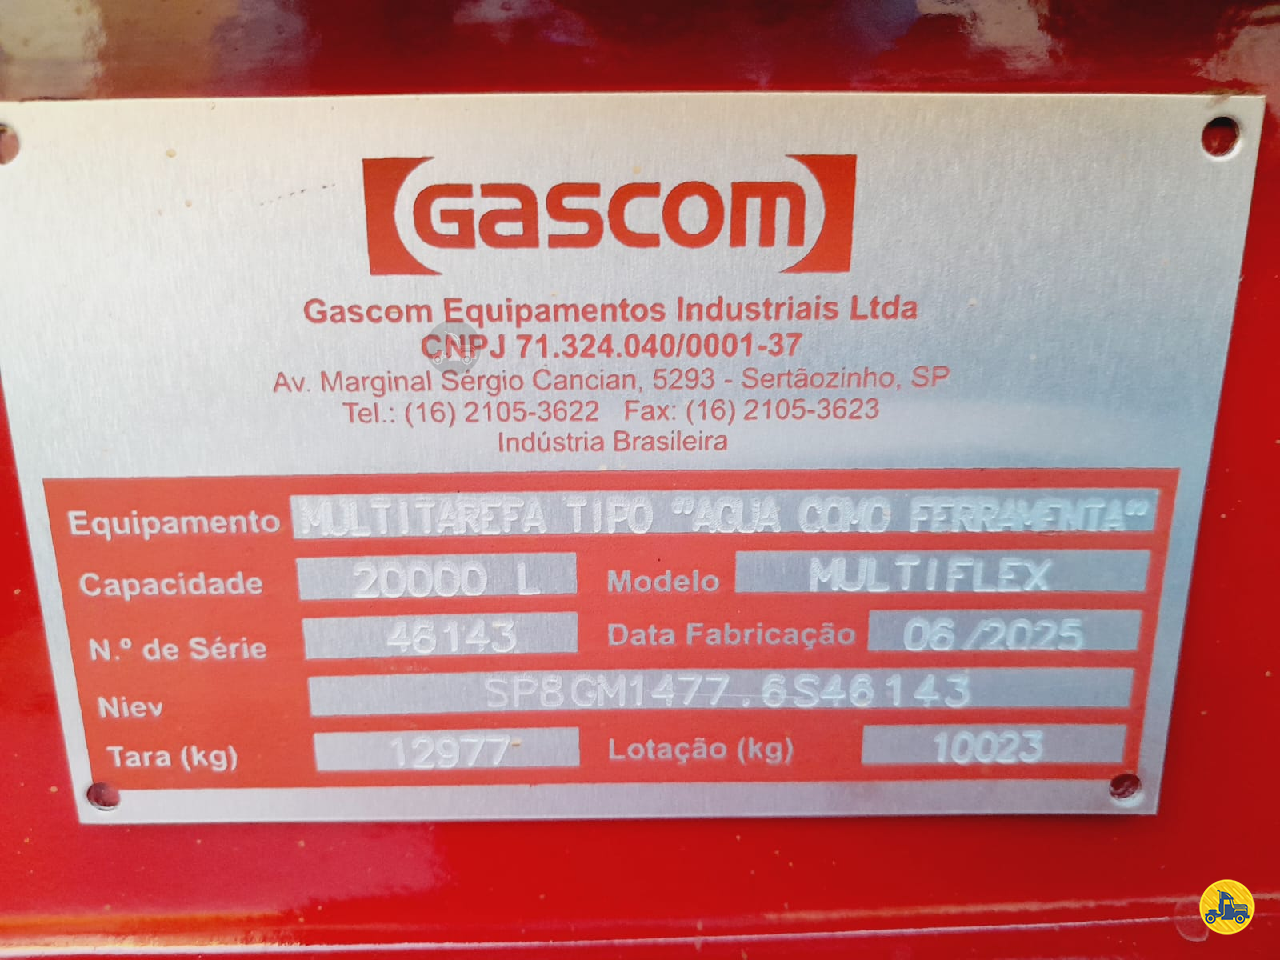 GASCOM
Gascom Equipamentos Industriais Ltda
CNPJ 71.324.040/0001-37
Av. Marginal Sérgio Cancian, 5293 - Sertãozinho, SP
Tel.: (16) 2105-3622 Fax: (16) 2105-3623
Indústria Brasileira
Equipamento MULTITAREFA TIPO "AQUA COMO FERRAMENTA"
Capacidade 20000 L Modelo MULTIFLEX
N.º de Série 46143 Data Fabricação 06/2025
Niev SP8GM1477.6S46143
Tara (kg) 12977 Lotação (kg) 10023